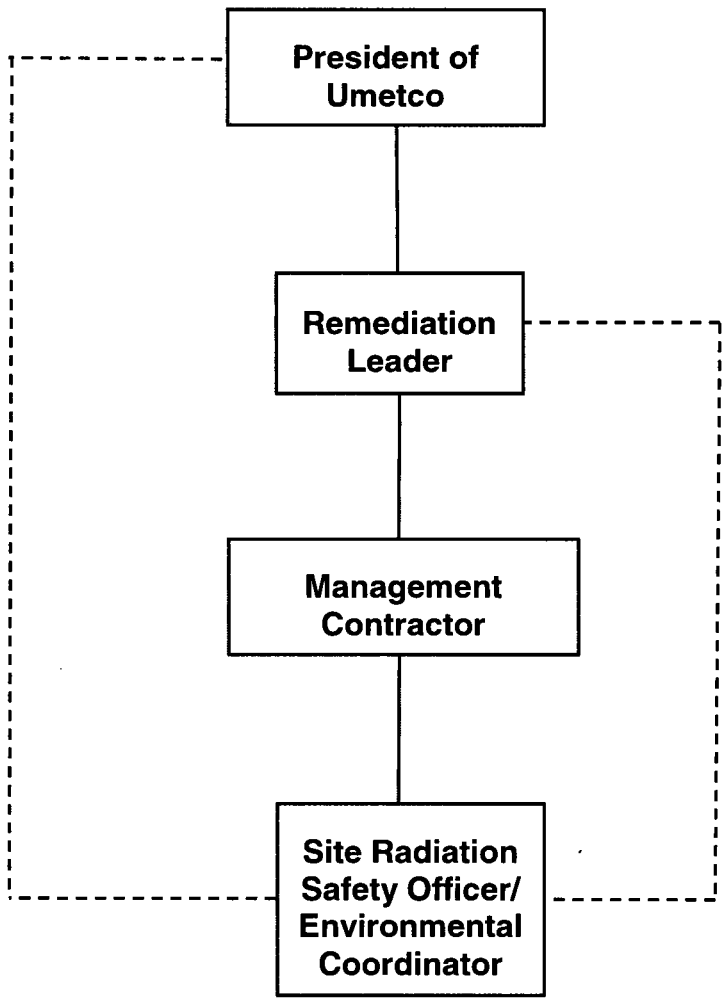 President of
Umetco
Remediation
Leader
Management
Contractor
Site Radiation
Safety Officer/
Environmental
Coordinator